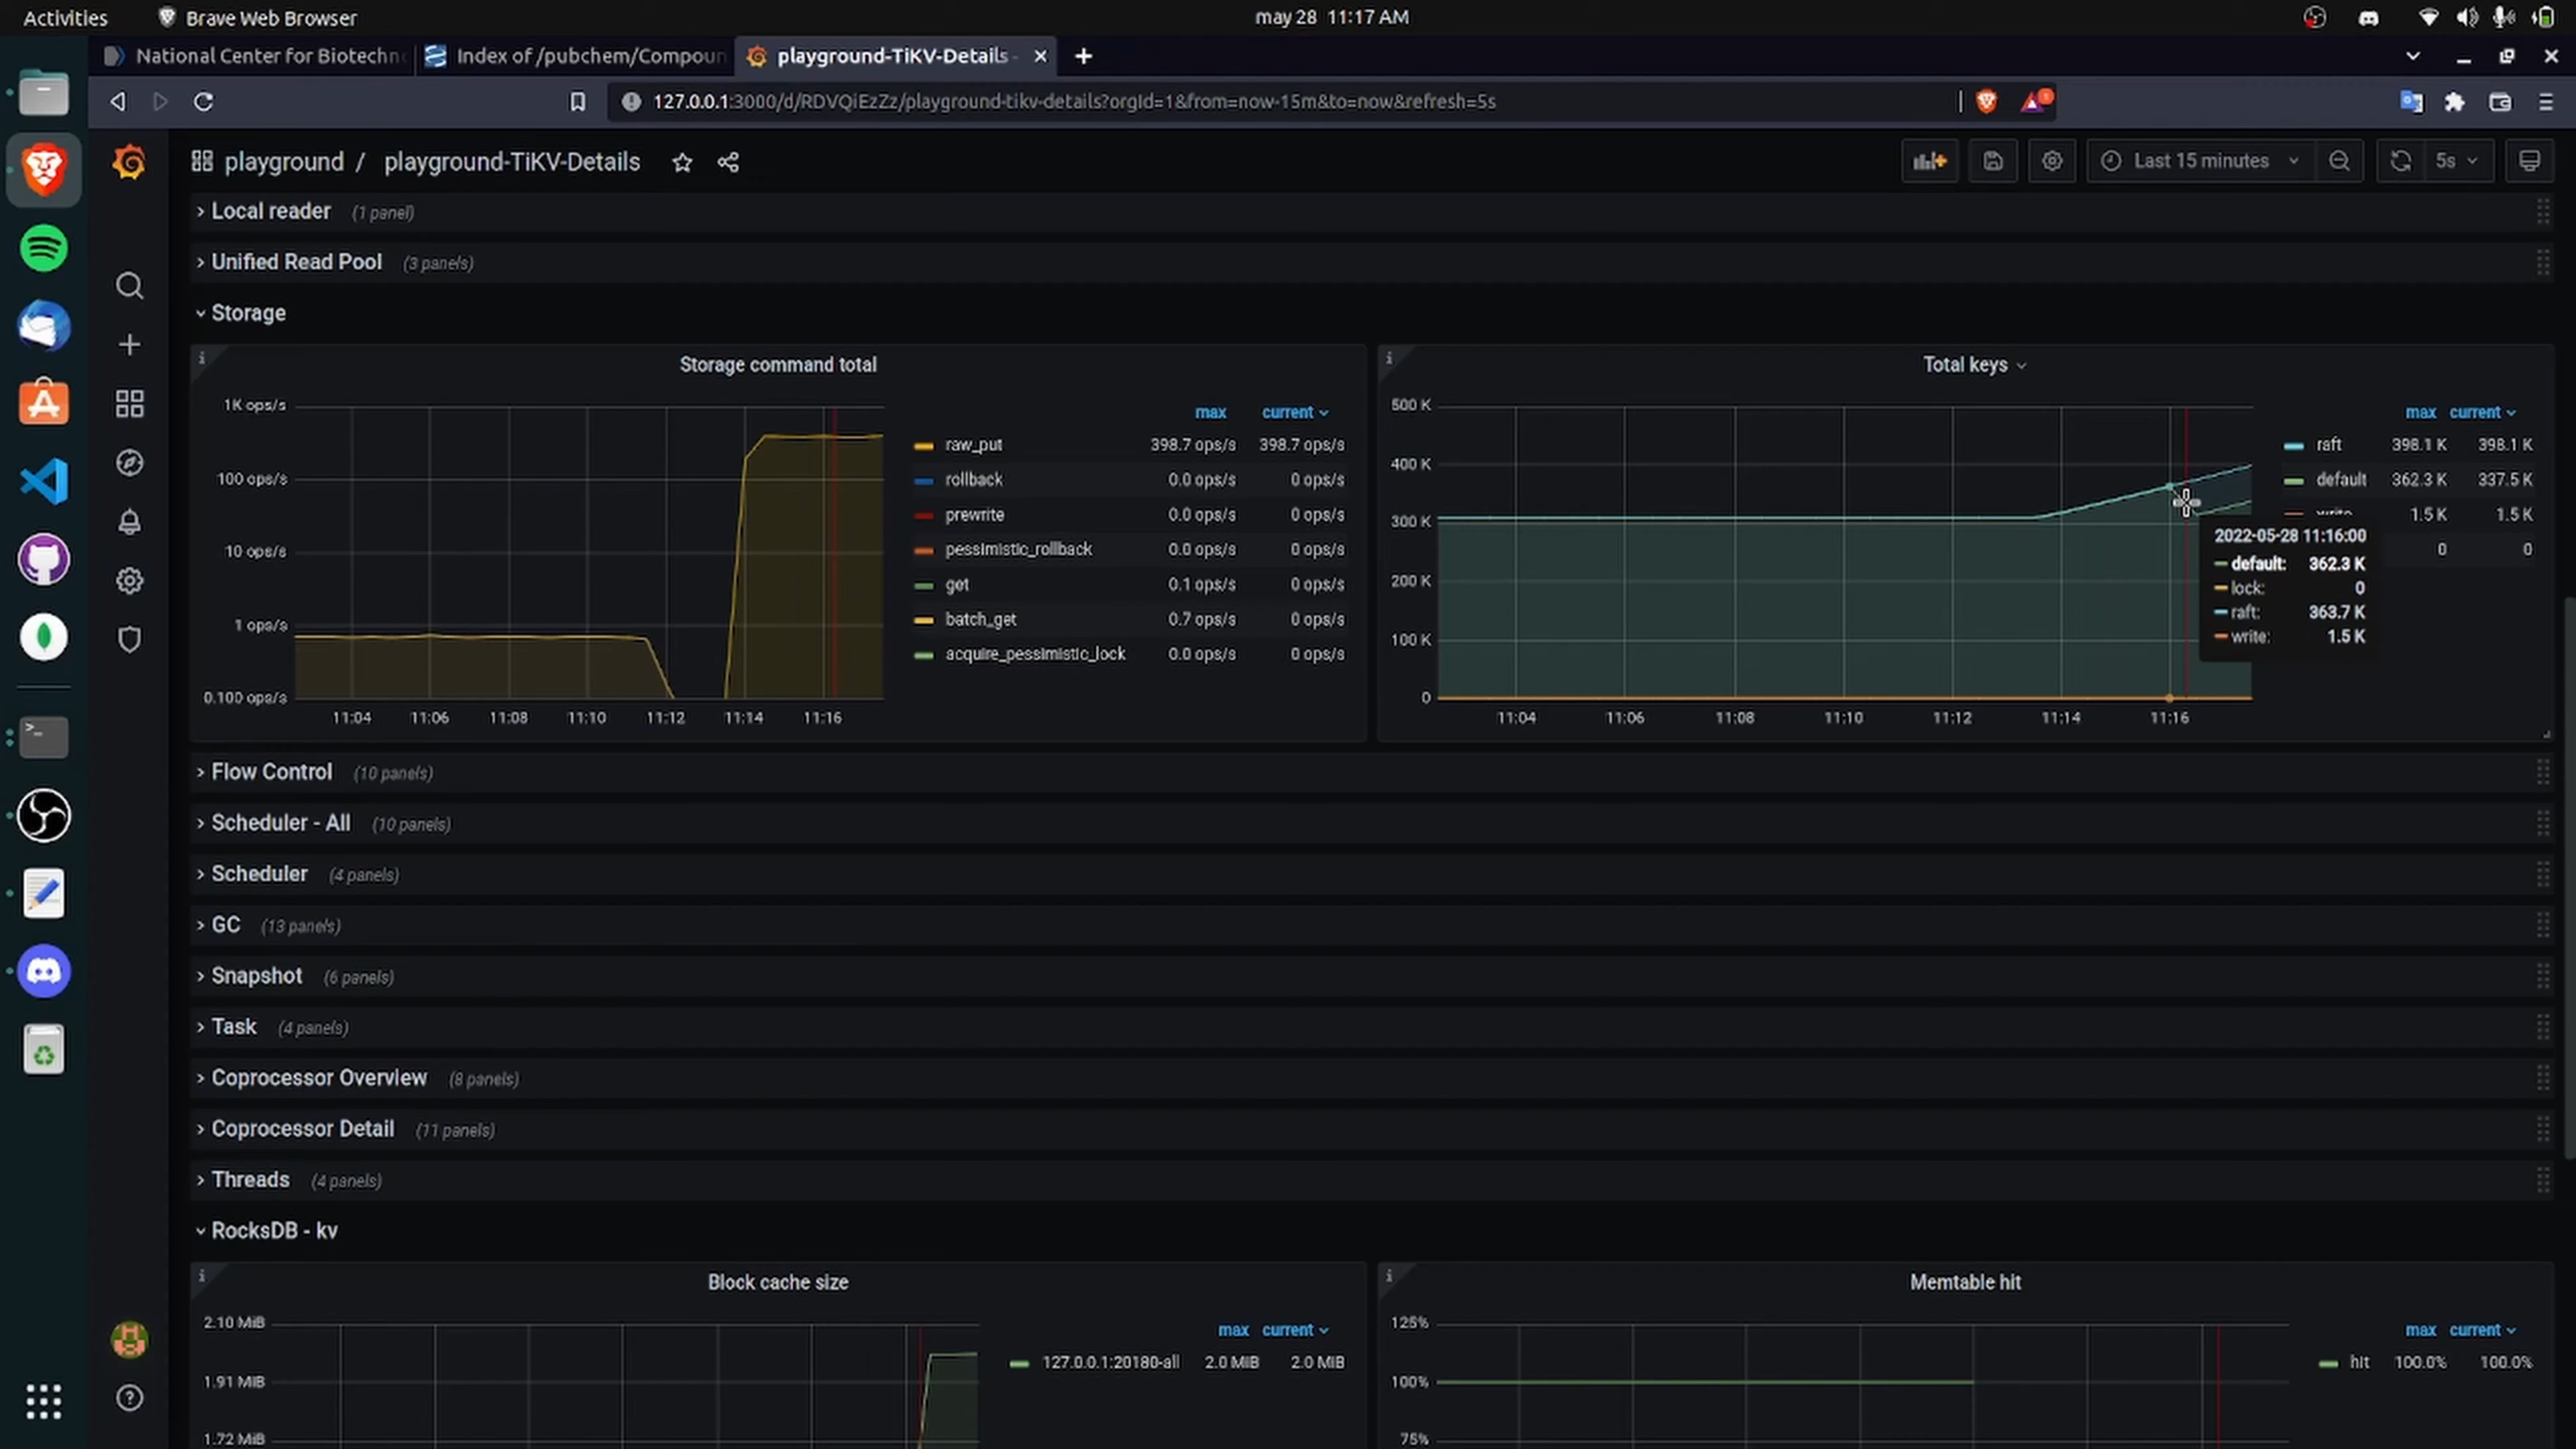 Activities
Brave Web Browser
may 28 11:17 AM
National Center for Biotechn
Index of /pubchem/Compoun
playground-TiKV-Details -
127.0.0.1:3000/d/RDVQiEzZz/playground-tikv-details?orgId=1&from=now-15m&to=now&refresh=5s
playground / playground-TiKV-Details
Last 15 minutes
5s
Local reader (1 panel)
Unified Read Pool (3 panels)
Storage
Storage command total
1K ops/s
100 ops/s
10 ops/s
1 ops/s
0.100 ops/s
11:04 11:06 11:08 11:10 11:12 11:14 11:16
max current
raw_put 398.7 ops/s 398.7 ops/s
rollback 0.0 ops/s 0 ops/s
prewrite 0.0 ops/s 0 ops/s
pessimistic_rollback 0.0 ops/s 0 ops/s
get 0.1 ops/s 0 ops/s
batch_get 0.7 ops/s 0 ops/s
acquire_pessimistic_lock 0.0 ops/s 0 ops/s
Total keys
500 K
400 K
300 K
200 K
100 K
0
11:04 11:06 11:08 11:10 11:12 11:14 11:16
max current
raft 398.1 K 398.1 K
default 362.3 K 337.5 K
write 1.5 K 1.5 K
0 0
2022-05-28 11:16:00
default: 362.3 K
lock: 0
raft: 363.7 K
write: 1.5 K
Flow Control (10 panels)
Scheduler - All (10 panels)
Scheduler (4 panels)
GC (13 panels)
Snapshot (6 panels)
Task (4 panels)
Coprocessor Overview (8 panels)
Coprocessor Detail (11 panels)
Threads (4 panels)
RocksDB - kv
Block cache size
2.10 MiB
1.91 MiB
1.72 MiB
max current
127.0.0.1:20180-all 2.0 MiB 2.0 MiB
Memtable hit
125%
100%
75%
max current
hit 100.0% 100.0%